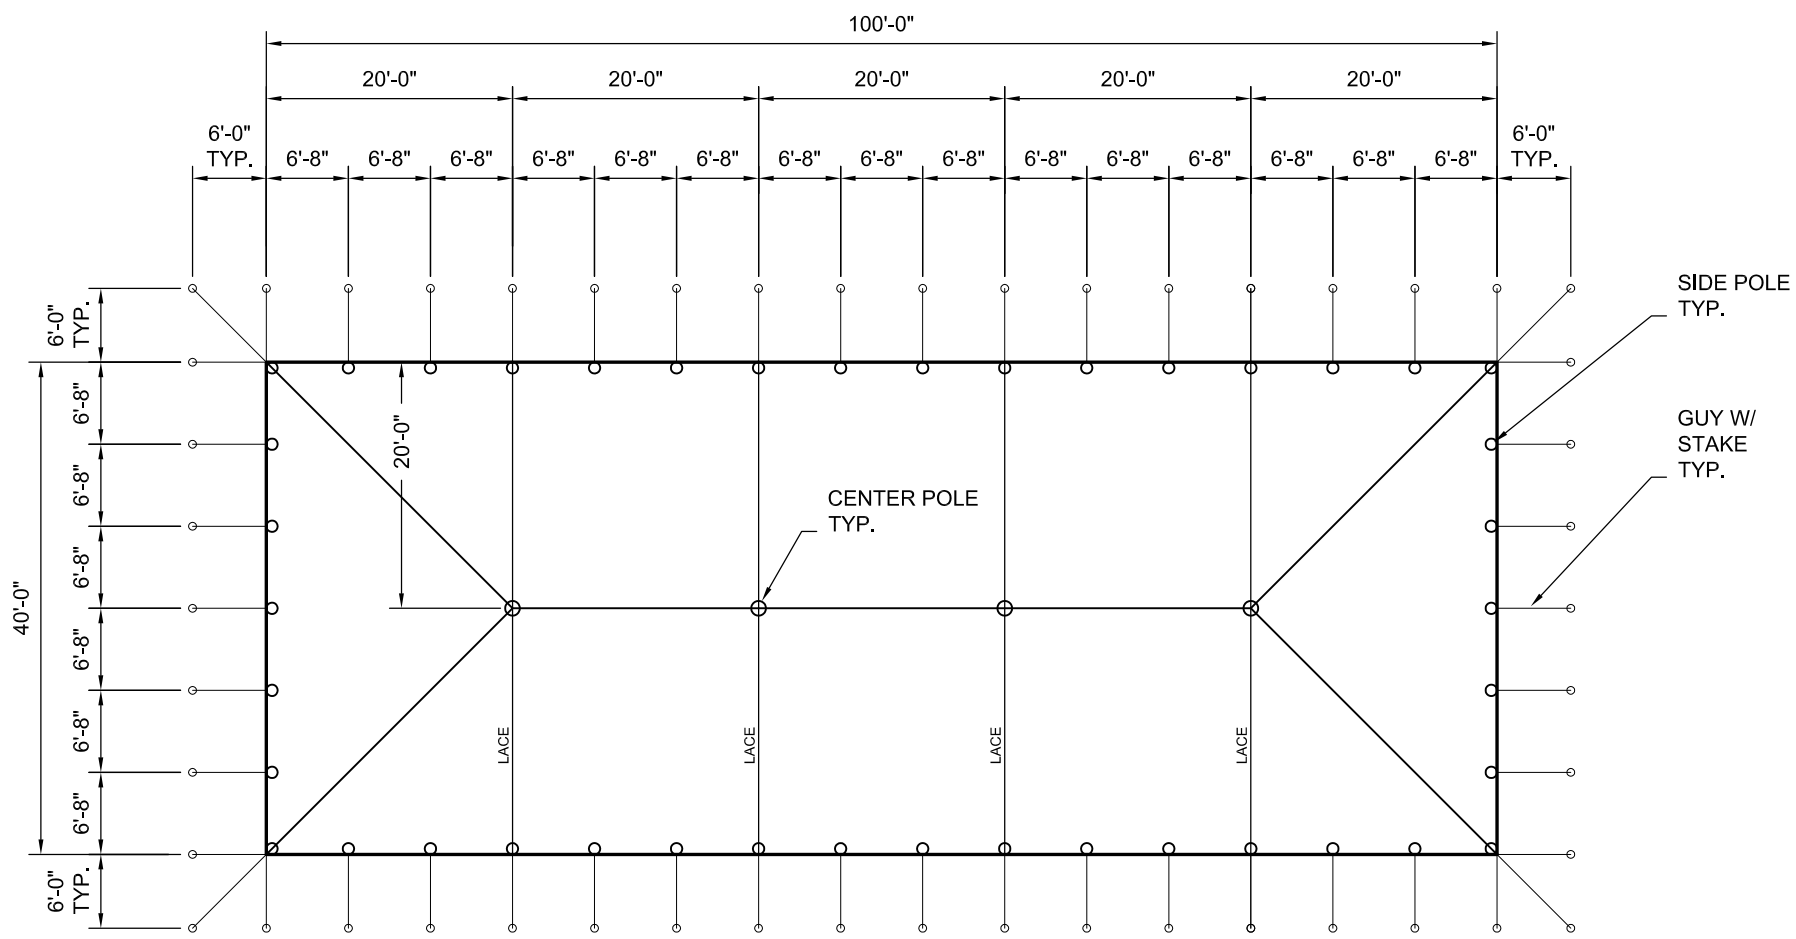 100'-0"
20'-0" 20'-0" 20'-0" 20'-0" 20'-0"
6'-0"
TYP.
6'-8" 6'-8" 6'-8" 6'-8" 6'-8" 6'-8" 6'-8" 6'-8" 6'-8" 6'-8" 6'-8" 6'-8" 6'-8" 6'-8" 6'-8"
6'-0"
TYP.
6'-0"
TYP.
40'-0"
6'-8"
6'-8"
6'-8"
6'-8"
6'-8"
6'-8"
6'-0"
TYP.
20'-0"
CENTER POLE
TYP.
LACE
LACE
LACE
LACE
SIDE POLE
TYP.
GUY W/
STAKE
TYP.